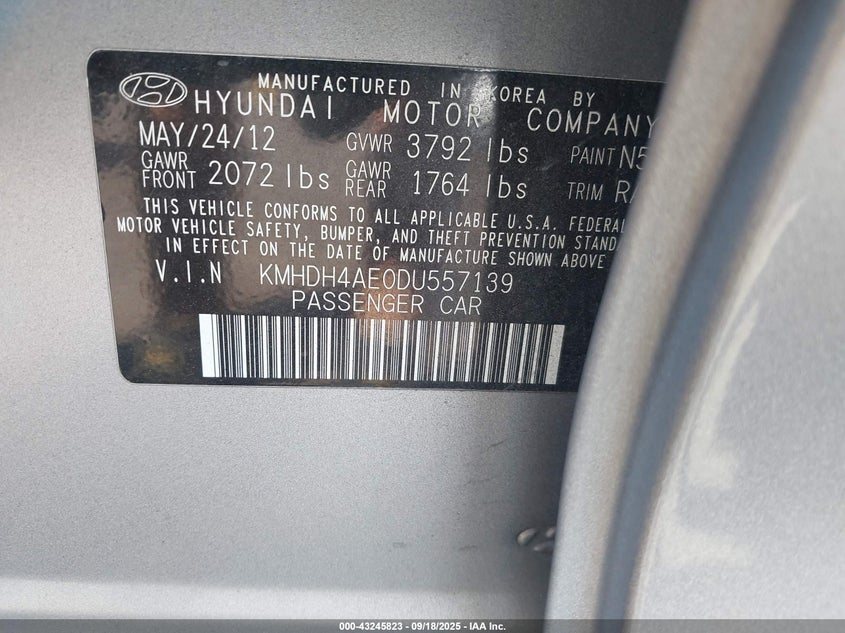 MANUFACTURED IN KOREA BY
HYUNDAI MOTOR COMPANY
MAY/24/12 GVWR 3792 lbs PAINT N5
GAWR FRONT 2072 lbs GAWR REAR 1764 lbs TRIM R/
THIS VEHICLE CONFORMS TO ALL APPLICABLE U.S.A. FEDERAL
MOTOR VEHICLE SAFETY, BUMPER, AND THEFT PREVENTION STAND
IN EFFECT ON THE DATE OF MANUFACTURE SHOWN ABOVE
V.I.N KMHDH4AE0DU557139
PASSENGER CAR
000-43245823 - 09/18/2025 - IAA Inc.